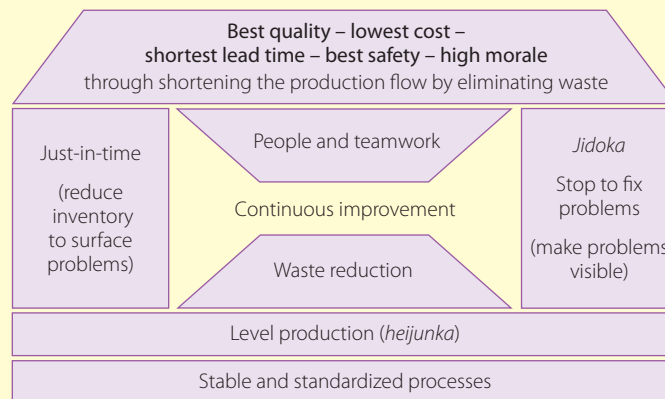 Best quality – lowest cost –
shortest lead time – best safety – high morale
through shortening the production flow by eliminating waste
Just-in-time
(reduce
inventory
to surface
problems)
People and teamwork
Continuous improvement
Waste reduction
Jidoka
Stop to fix
problems
(make problems
visible)
Level production (heijunka)
Stable and standardized processes